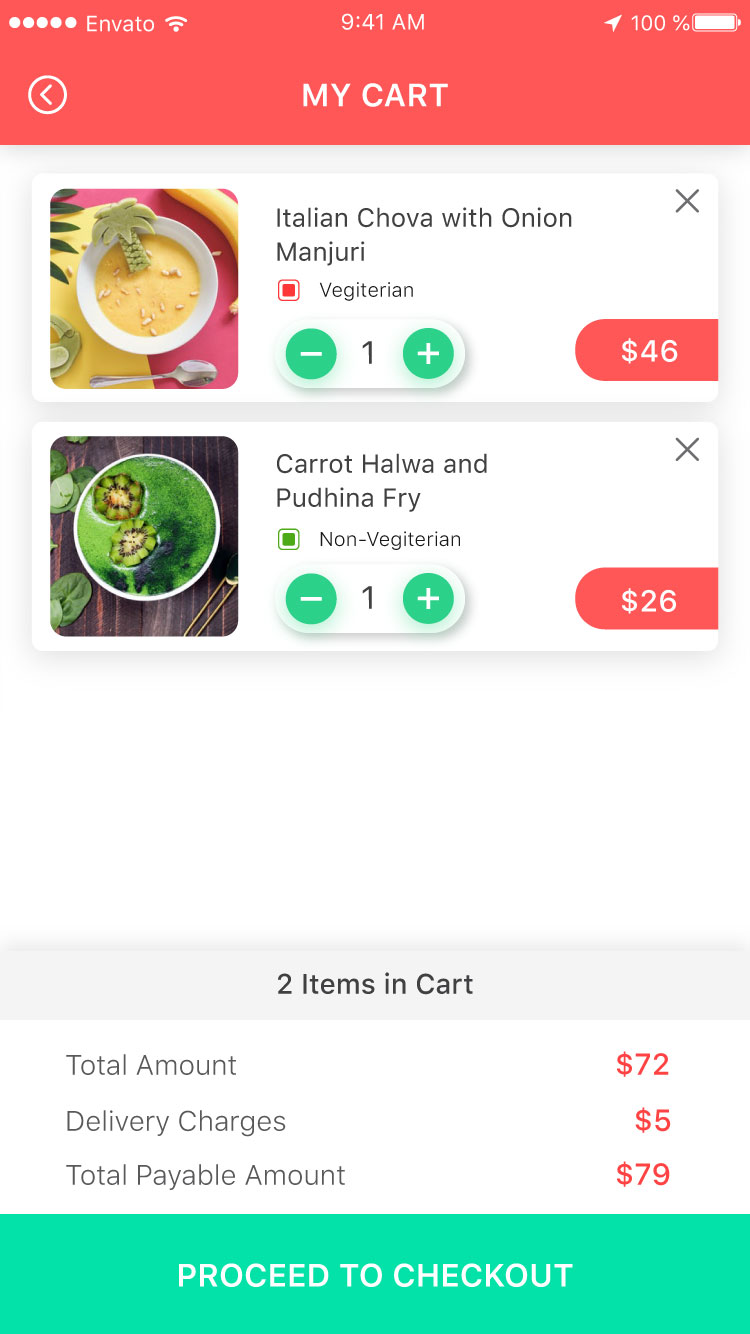 Envato 9:41 AM 100 %
MY CART
Italian Chova with Onion
Manjuri
Vegiterian
1
$46
Carrot Halwa and
Pudhina Fry
Non-Vegiterian
1
$26
2 Items in Cart
Total Amount $72
Delivery Charges $5
Total Payable Amount $79
PROCEED TO CHECKOUT